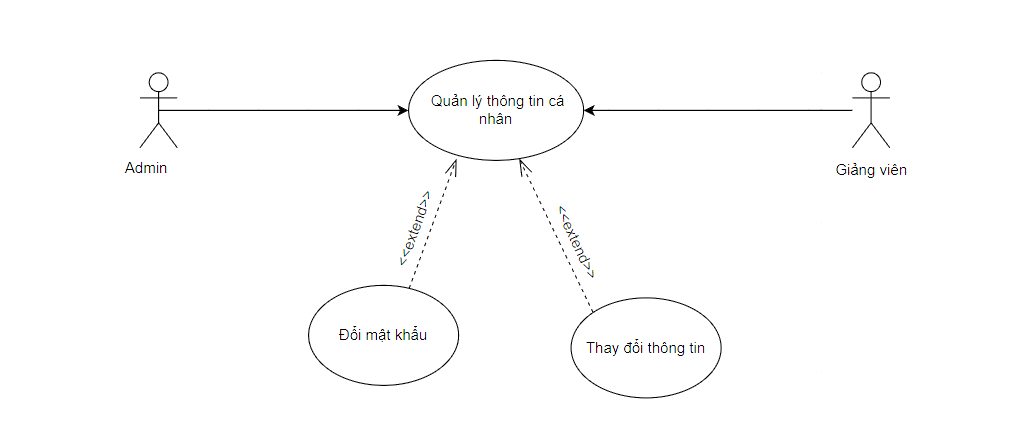 Quản lý thông tin cá
nhân
Admin
Giảng viên
<<extend>>
<<extend>>
Đổi mật khẩu
Thay đổi thông tin